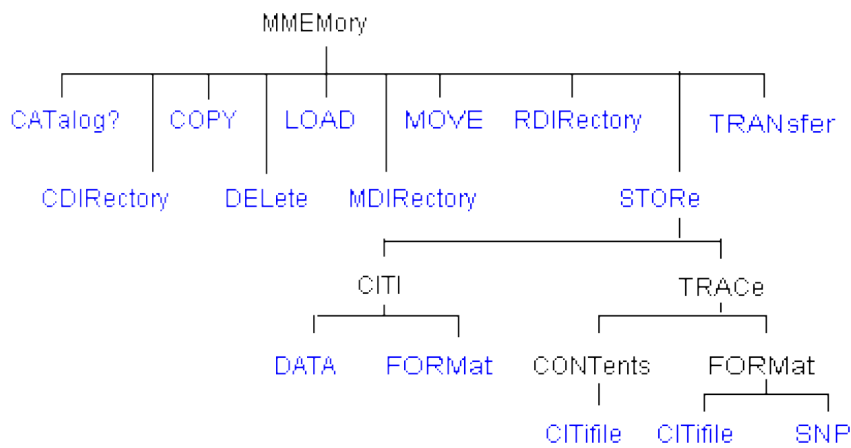 MMEMory
CATalog? COPY LOAD MOVE RDIRectory TRANsfer
CDIRectory DELete MDIRectory STORe
CITI TRACe
DATA FORMat CONTents FORMat
CITifile CITifile SNP